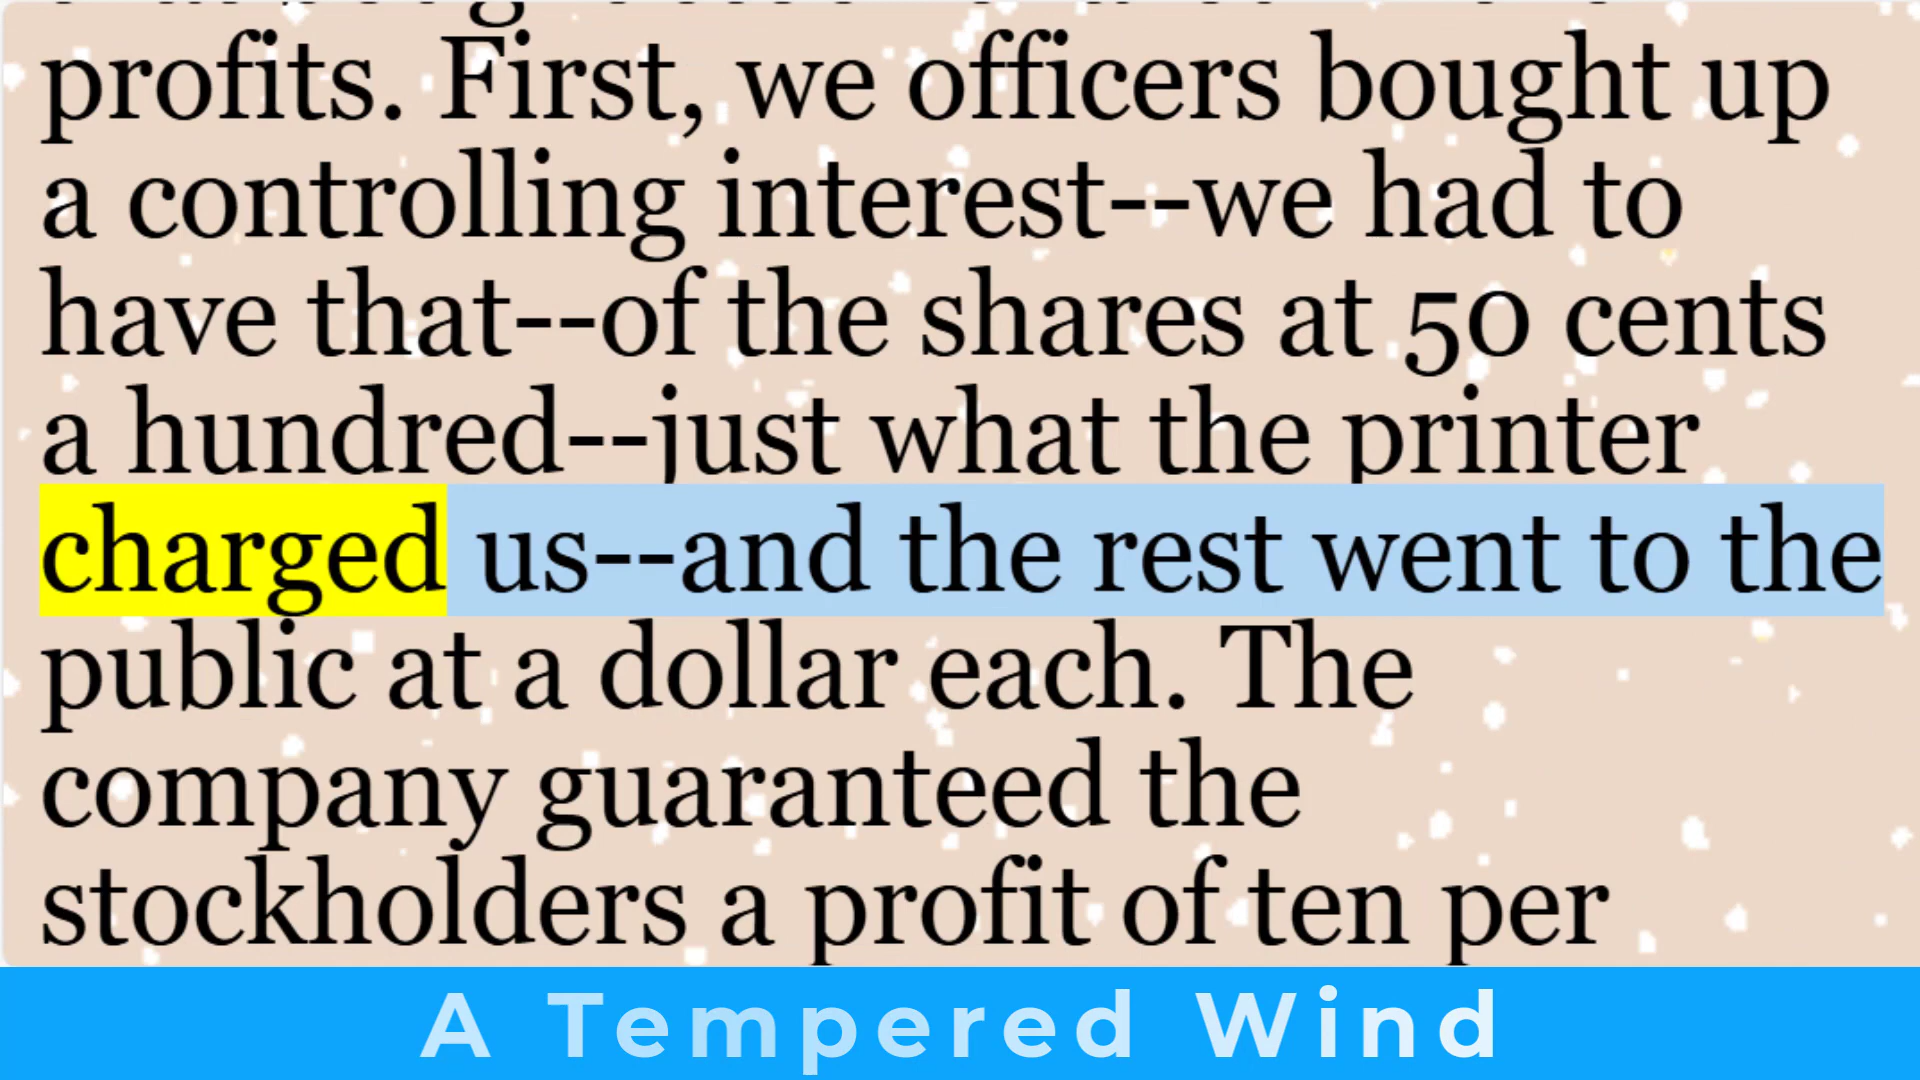 profits. First, we officers bought up
a controlling interest--we had to
have that--of the shares at 50 cents
a hundred--just what the printer
charged us--and the rest went to the
public at a dollar each. The
company guaranteed the
stockholders a profit of ten per
A Tempered Wind